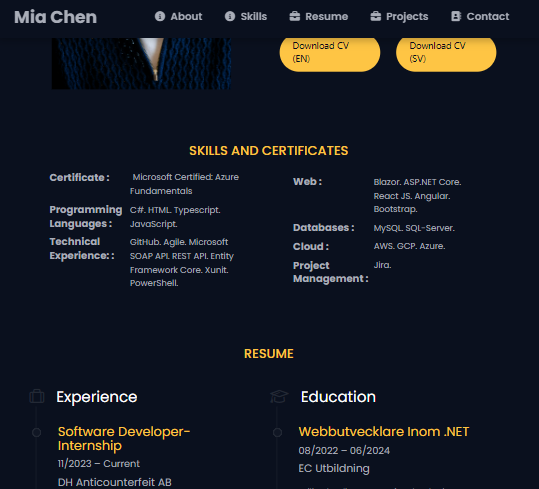 Mia Chen
About
Skills
Resume
Projects
Contact
Download CV
(EN)
Download CV
(SV)
SKILLS AND CERTIFICATES
Certificate :
Microsoft Certified: Azure
Fundamentals
Programming
Languages :
C#. HTML. Typescript.
JavaScript.
Technical
Experience: :
GitHub. Agile. Microsoft
SOAP API. REST API. Entity
Framework Core. Xunit.
PowerShell.
Web :
Blazor. ASP.NET Core.
React JS. Angular.
Bootstrap.
Databases :
MySQL. SQL-Server.
Cloud :
AWS. GCP. Azure.
Project
Management :
Jira.
RESUME
Experience
Software Developer-
Internship
11/2023 – Current
DH Anticounterfeit AB
Education
Webbutvecklare Inom .NET
08/2022 – 06/2024
EC Utbildning